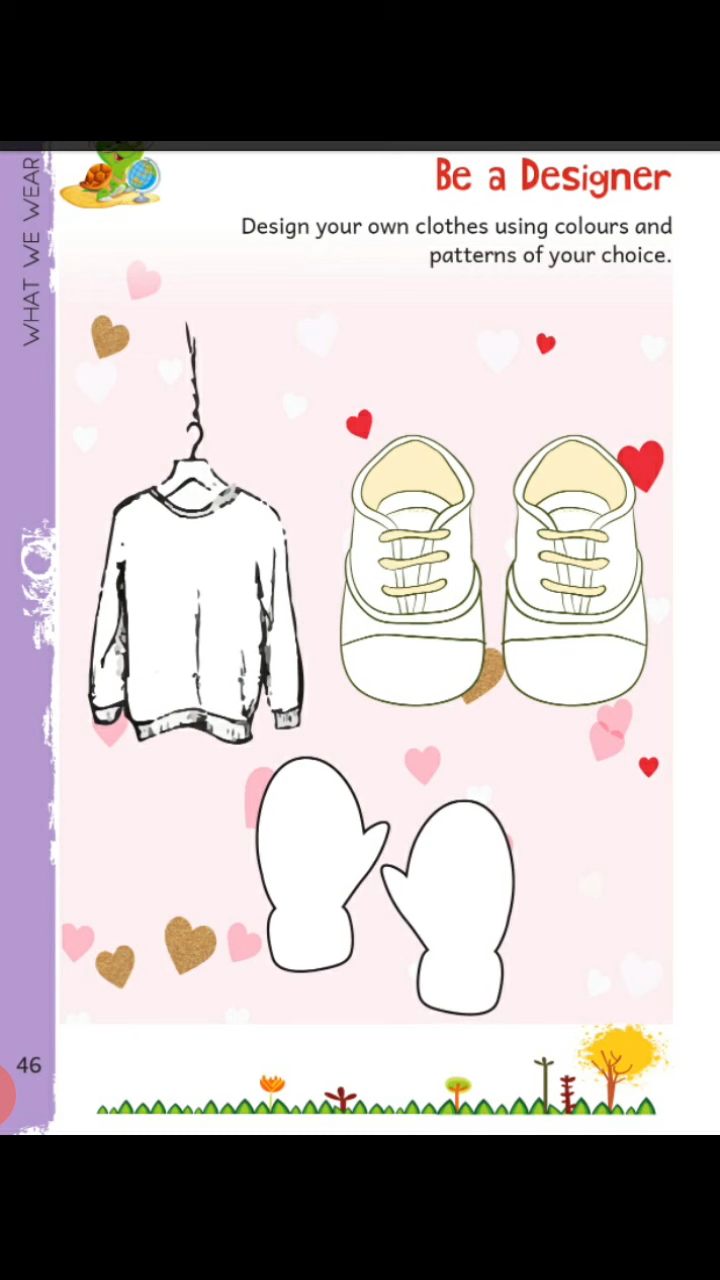 WHAT WE WEAR
Be a Designer
Design your own clothes using colours and
patterns of your choice.
46